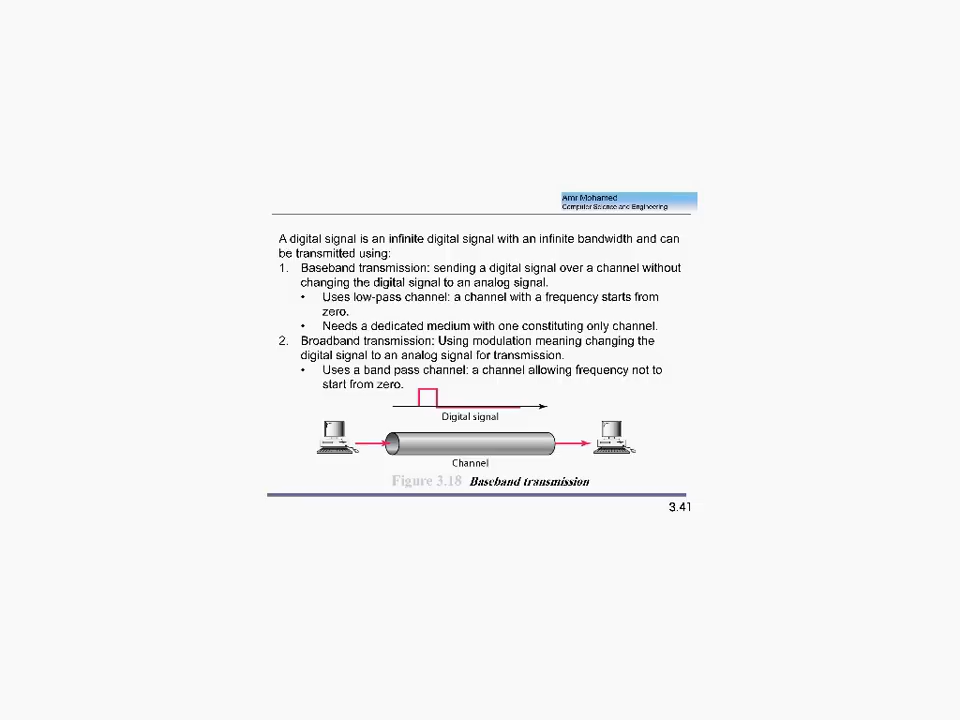 Amr Mohamed
Computer Science and Engineering
A digital signal is an infinite digital signal with an infinite bandwidth and can
be transmitted using:
1. Baseband transmission: sending a digital signal over a channel without
changing the digital signal to an analog signal.
• Uses low-pass channel: a channel with a frequency starts from
zero.
• Needs a dedicated medium with one constituting only channel.
2. Broadband transmission: Using modulation meaning changing the
digital signal to an analog signal for transmission.
• Uses a band pass channel: a channel allowing frequency not to
start from zero.
Digital signal
Channel
Figure 3.18 Baseband transmission
3.41